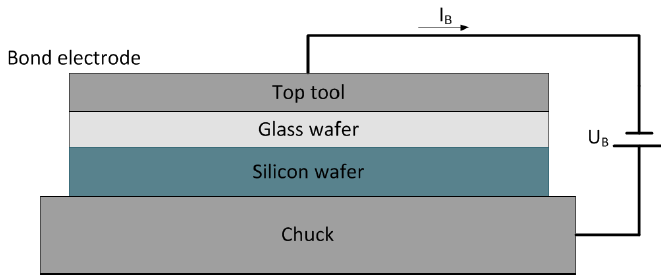 I_B
Bond electrode
Top tool
Glass wafer
U_B
Silicon wafer
Chuck